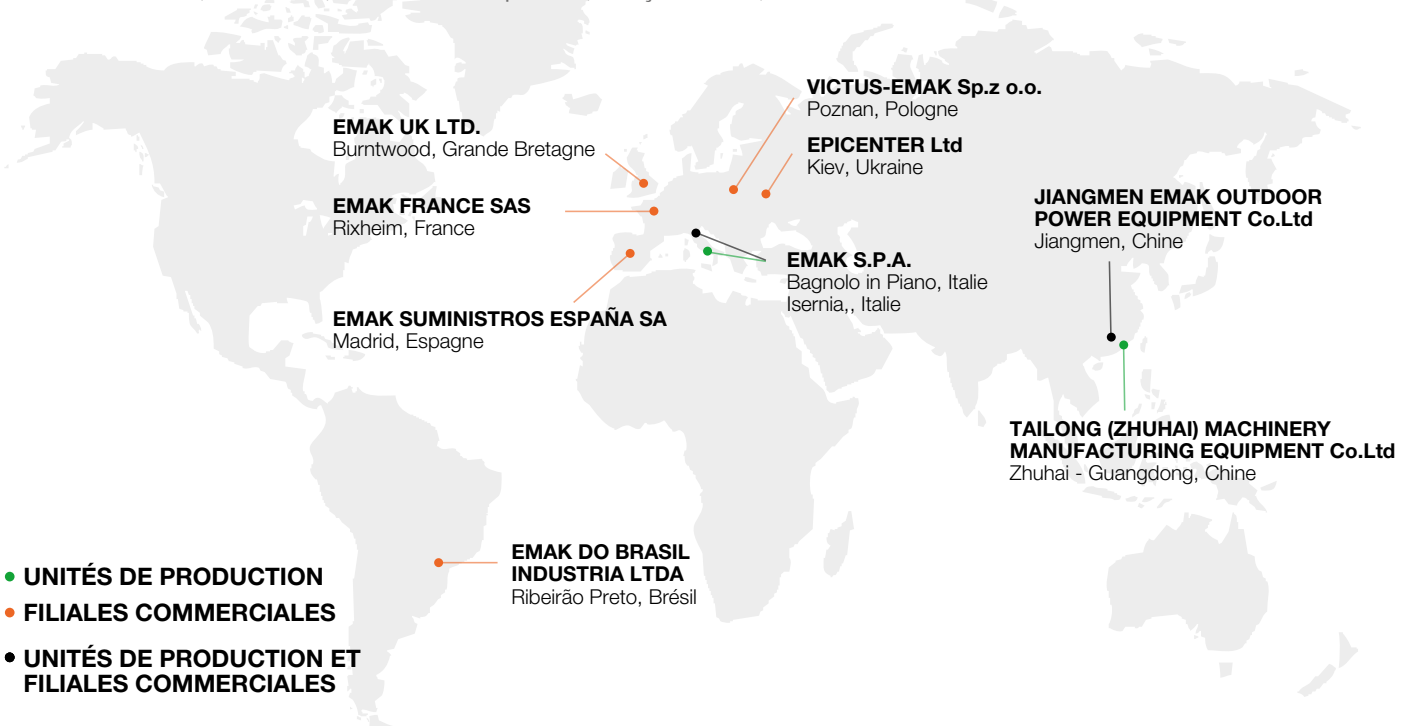 VICTUS-EMAK Sp.z o.o.
Poznan, Pologne
EMAK UK LTD.
Burntwood, Grande Bretagne
EPICENTER Ltd
Kiev, Ukraine
EMAK FRANCE SAS
Rixheim, France
JIANGMEN EMAK OUTDOOR
POWER EQUIPMENT Co.Ltd
Jiangmen, Chine
EMAK S.P.A.
Bagnolo in Piano, Italie
Isernia,, Italie
EMAK SUMINISTROS ESPAÑA SA
Madrid, Espagne
TAILONG (ZHUHAI) MACHINERY
MANUFACTURING EQUIPMENT Co.Ltd
Zhuhai - Guangdong, Chine
EMAK DO BRASIL
INDUSTRIA LTDA
Ribeirão Preto, Brésil
UNITÉS DE PRODUCTION
FILIALES COMMERCIALES
UNITÉS DE PRODUCTION ET
FILIALES COMMERCIALES